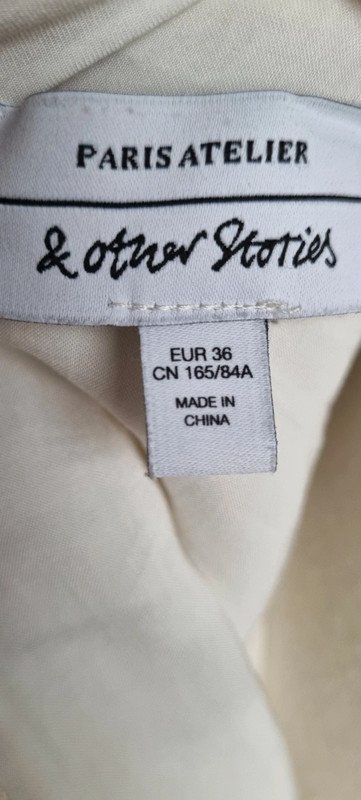 PARIS ATELIER
& other Stories
EUR 36
CN 165/84A
MADE IN
CHINA